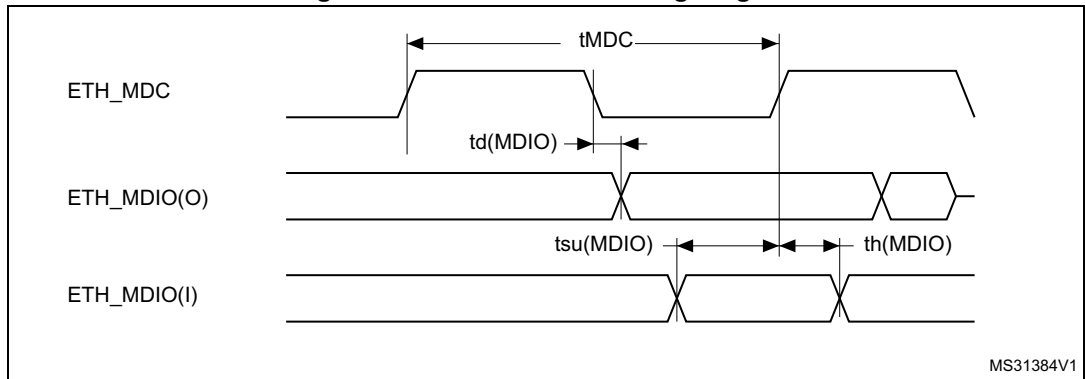 tMDC
ETH_MDC
td(MDIO)
ETH_MDIO(O)
tsu(MDIO) th(MDIO)
ETH_MDIO(I)
MS31384V1